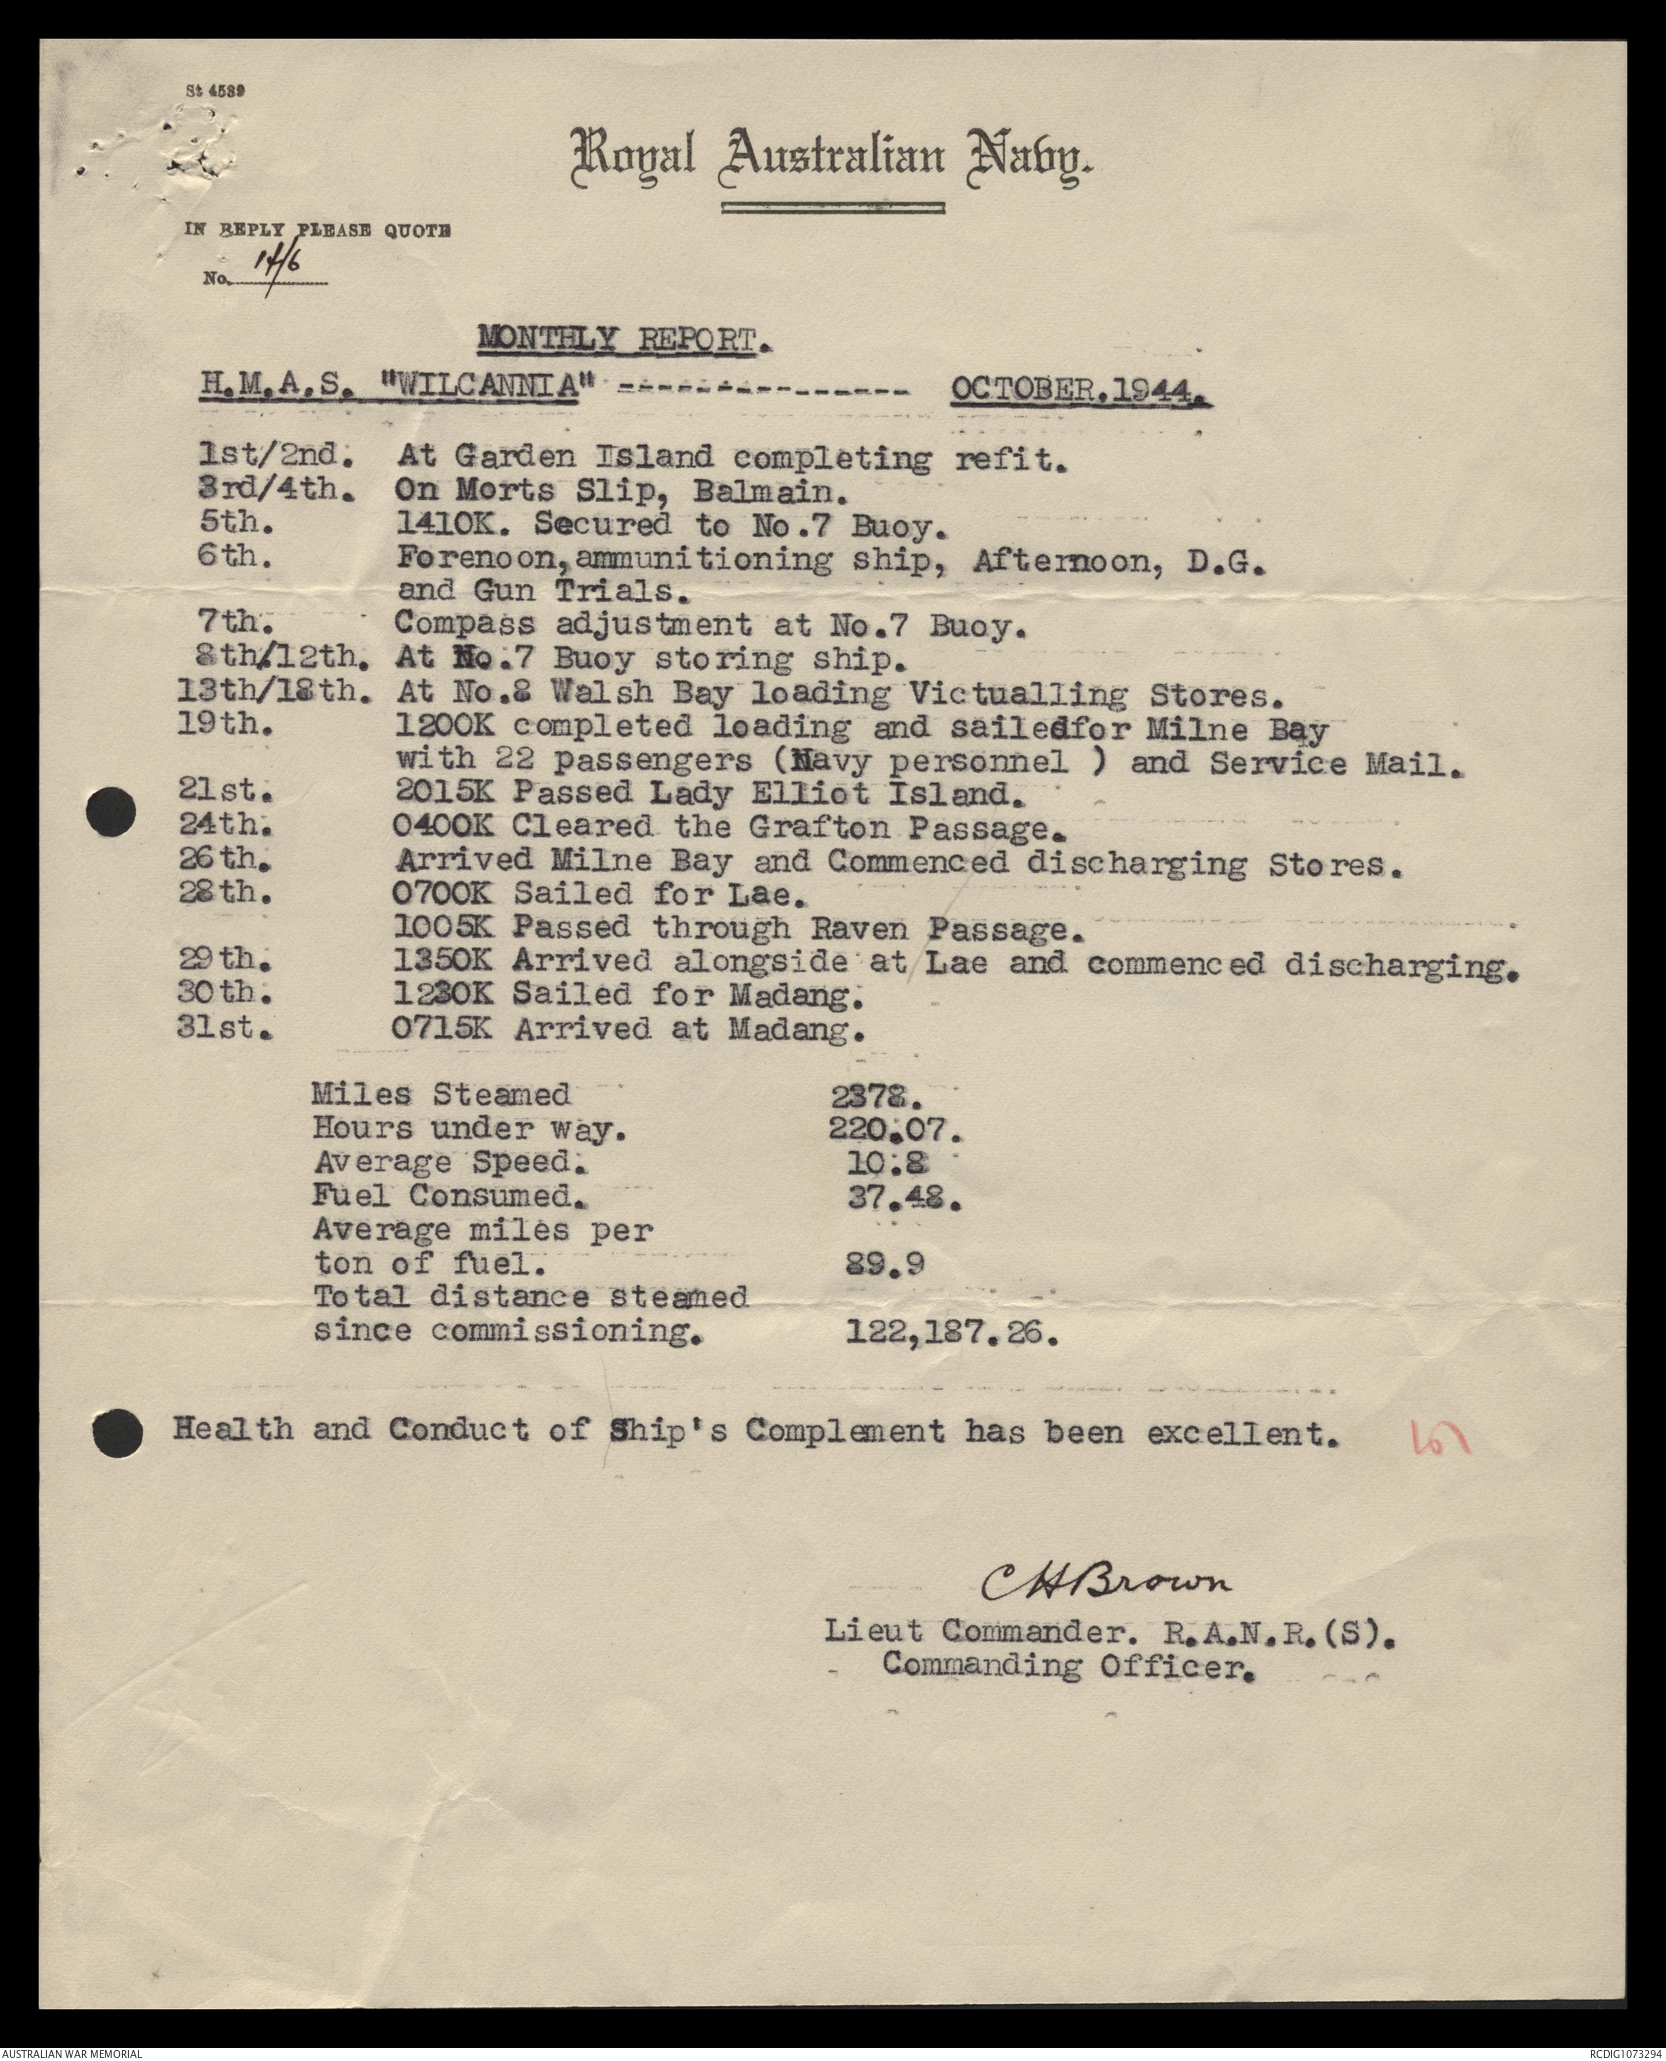 St 4589
Royal Australian Navy.
IN REPLY PLEASE QUOTE
No. 14/6
MONTHLY REPORT.
H.M.A.S. "WILCANNIA" --------------- OCTOBER.1944.
1st/2nd. At Garden Island completing refit.
3rd/4th. On Morts Slip, Balmain.
5th. 1410K. Secured to No.7 Buoy.
6th. Forenoon,ammunitioning ship, Afternoon, D.G.
and Gun Trials.
7th. Compass adjustment at No.7 Buoy.
8th/12th. At No.7 Buoy storing ship.
13th/18th. At No.8 Walsh Bay loading Victualling Stores.
19th. 1200K completed loading and sailedfor Milne Bay
with 22 passengers (Navy personnel ) and Service Mail.
21st. 2015K Passed Lady Elliot Island.
24th. 0400K Cleared the Grafton Passage.
26th. Arrived Milne Bay and Commenced discharging Stores.
28th. 0700K Sailed for Lae.
1005K Passed through Raven Passage.
29th. 1350K Arrived alongside at Lae and commenced discharging.
30th. 1230K Sailed for Madang.
31st. 0715K Arrived at Madang.
Miles Steamed 2378.
Hours under way. 220.07.
Average Speed. 10.8
Fuel Consumed. 37.48.
Average miles per
ton of fuel. 89.9
Total distance steamed
since commissioning. 122,187.26.
Health and Conduct of Ship's Complement has been excellent.
CHBrown
Lieut Commander. R.A.N.R.(S).
Commanding Officer.
AUSTRALIAN WAR MEMORIAL
RCDIG1073294